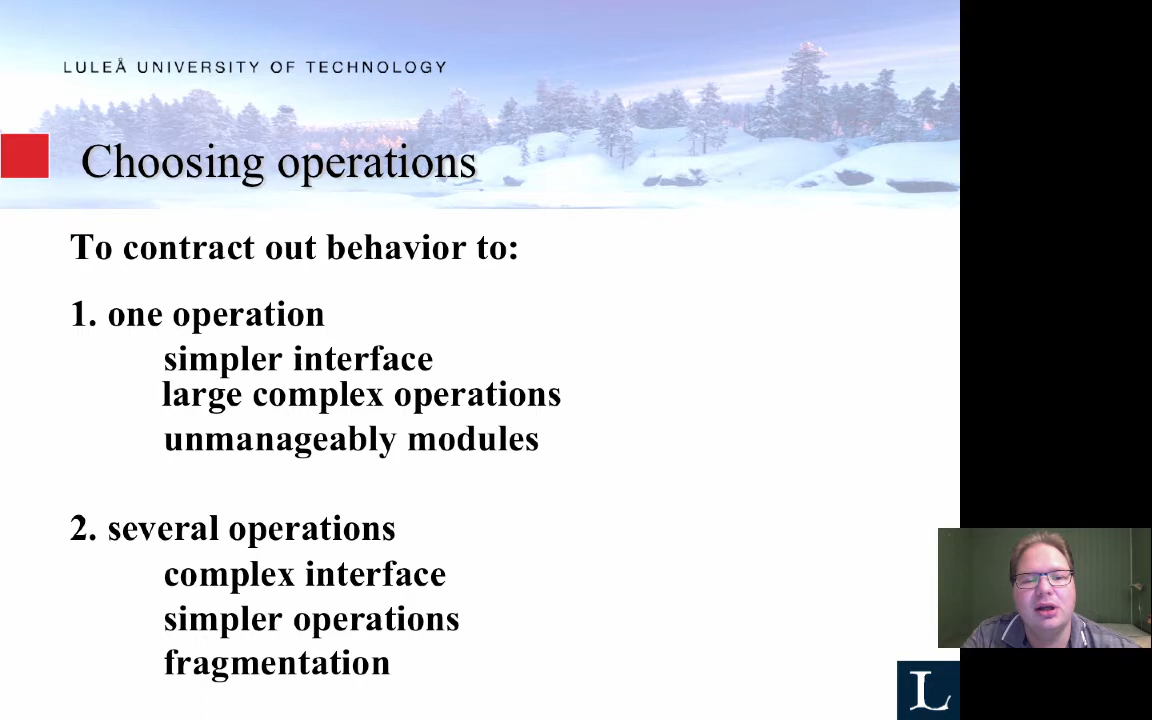 LULEÅ UNIVERSITY OF TECHNOLOGY
Choosing operations
To contract out behavior to:
1. one operation
simpler interface
large complex operations
unmanageably modules
2. several operations
complex interface
simpler operations
fragmentation
L